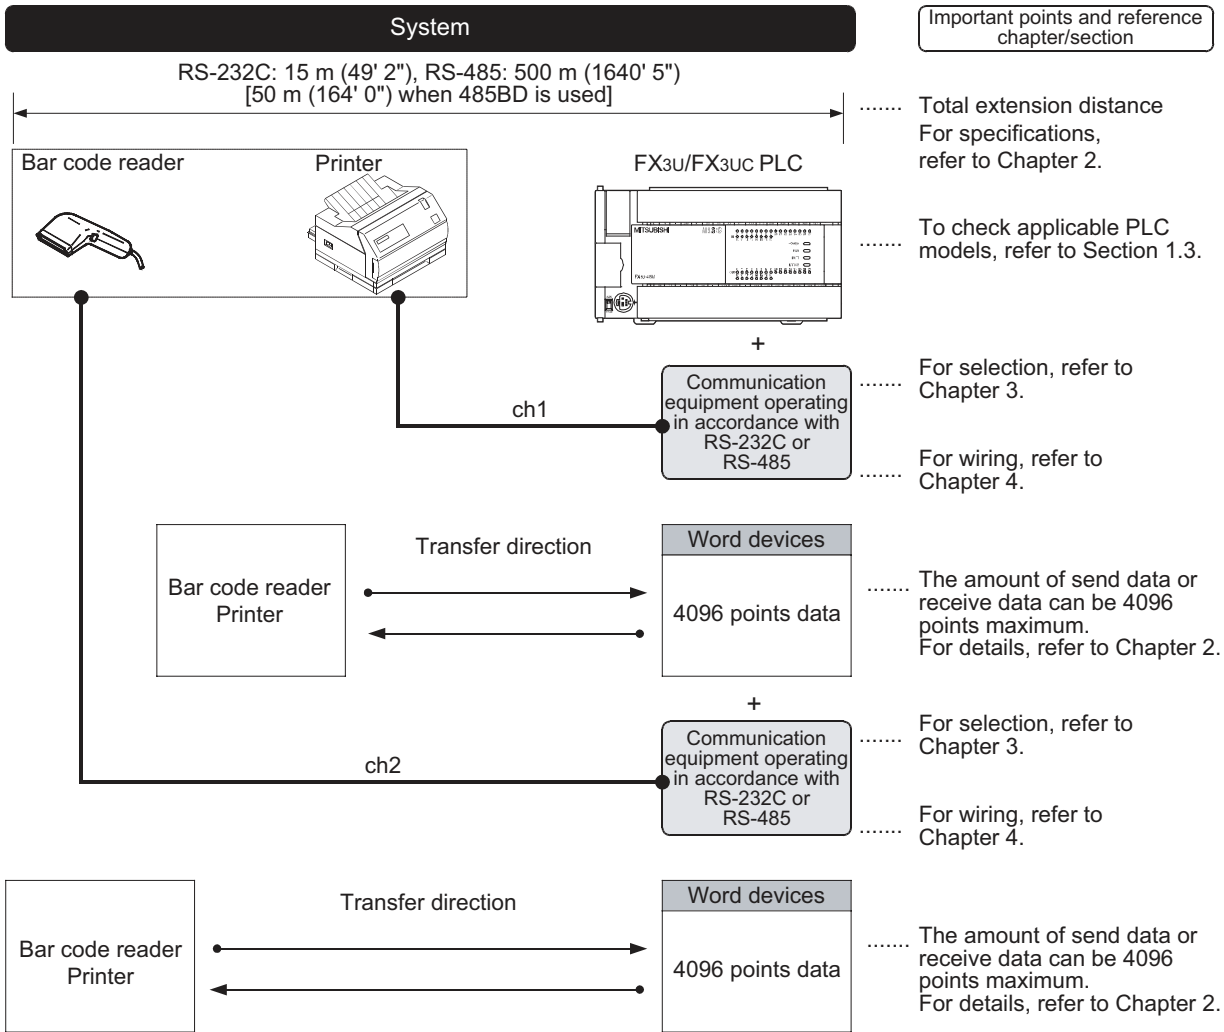 System
Important points and reference
chapter/section
RS-232C: 15 m (49' 2"), RS-485: 500 m (1640' 5")
[50 m (164' 0") when 485BD is used]
....... Total extension distance
For specifications,
refer to Chapter 2.
Bar code reader
Printer
FX3U/FX3UC PLC
MITSUBISHI
....... To check applicable PLC
models, refer to Section 1.3.
+
Communication
equipment operating
in accordance with
RS-232C or
RS-485
ch1
....... For selection, refer to
Chapter 3.
....... For wiring, refer to
Chapter 4.
Bar code reader
Printer
Transfer direction
Word devices
4096 points data
....... The amount of send data or
receive data can be 4096
points maximum.
For details, refer to Chapter 2.
+
Communication
equipment operating
in accordance with
RS-232C or
RS-485
ch2
....... For selection, refer to
Chapter 3.
....... For wiring, refer to
Chapter 4.
Bar code reader
Printer
Transfer direction
Word devices
4096 points data
....... The amount of send data or
receive data can be 4096
points maximum.
For details, refer to Chapter 2.